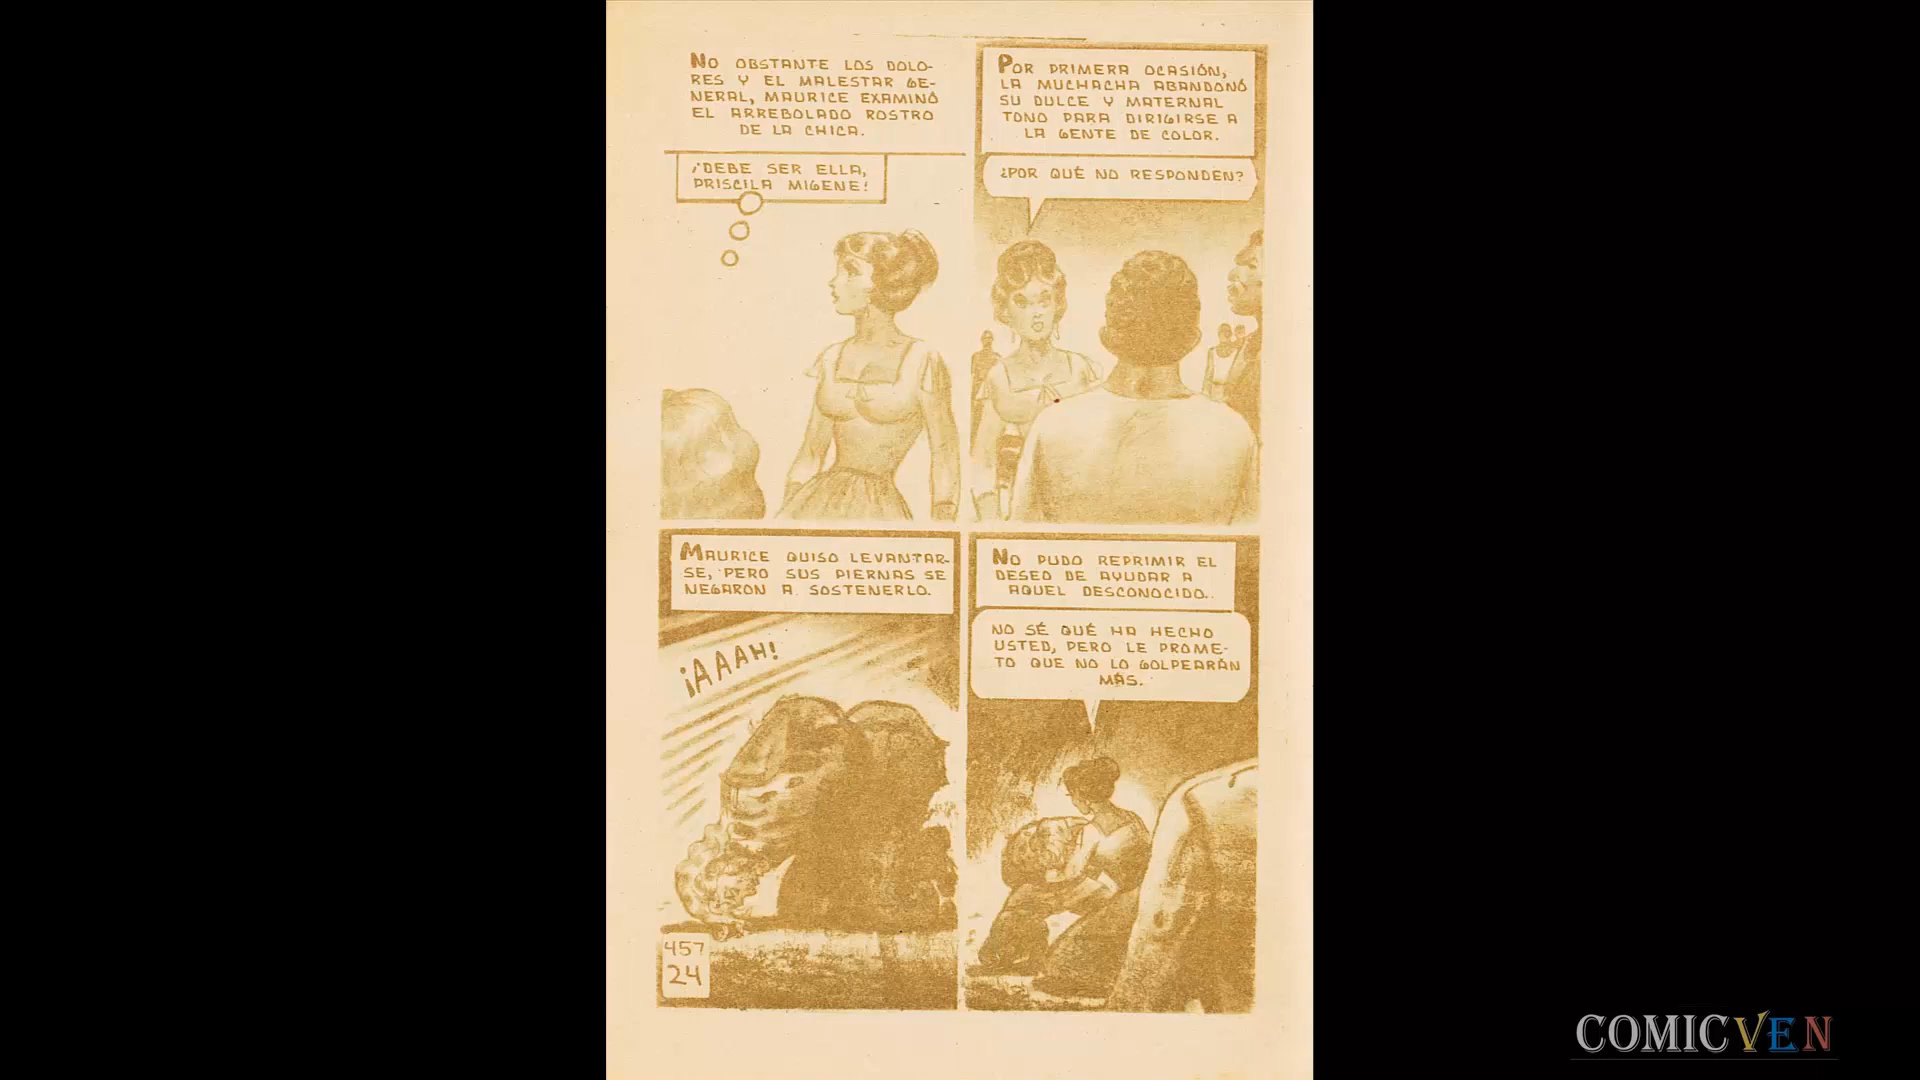 NO OBSTANTE LOS DOLO-
RES Y EL MALESTAR GE-
NERAL, MAURICE EXAMINÓ
EL ARREBOLADO ROSTRO
DE LA CHICA.
¡DEBE SER ELLA,
PRISCILA MIGENE!
POR PRIMERA OCASIÓN,
LA MUCHACHA ABANDONÓ
SU DULCE Y MATERNAL
TONO PARA DIRIGIRSE A
LA GENTE DE COLOR.
¿POR QUÉ NO RESPONDEN?
MAURICE QUISO LEVANTAR-
SE, PERO SUS PIERNAS SE
NEGARON A SOSTENERLO.
¡AAAH!
457
24
NO PUDO REPRIMIR EL
DESEO DE AYUDAR A
AQUEL DESCONOCIDO..
NO SÉ QUÉ HA HECHO
USTED, PERO LE PROME-
TO QUE NO LO GOLPEARÁN
MÁS.
COMICVEN